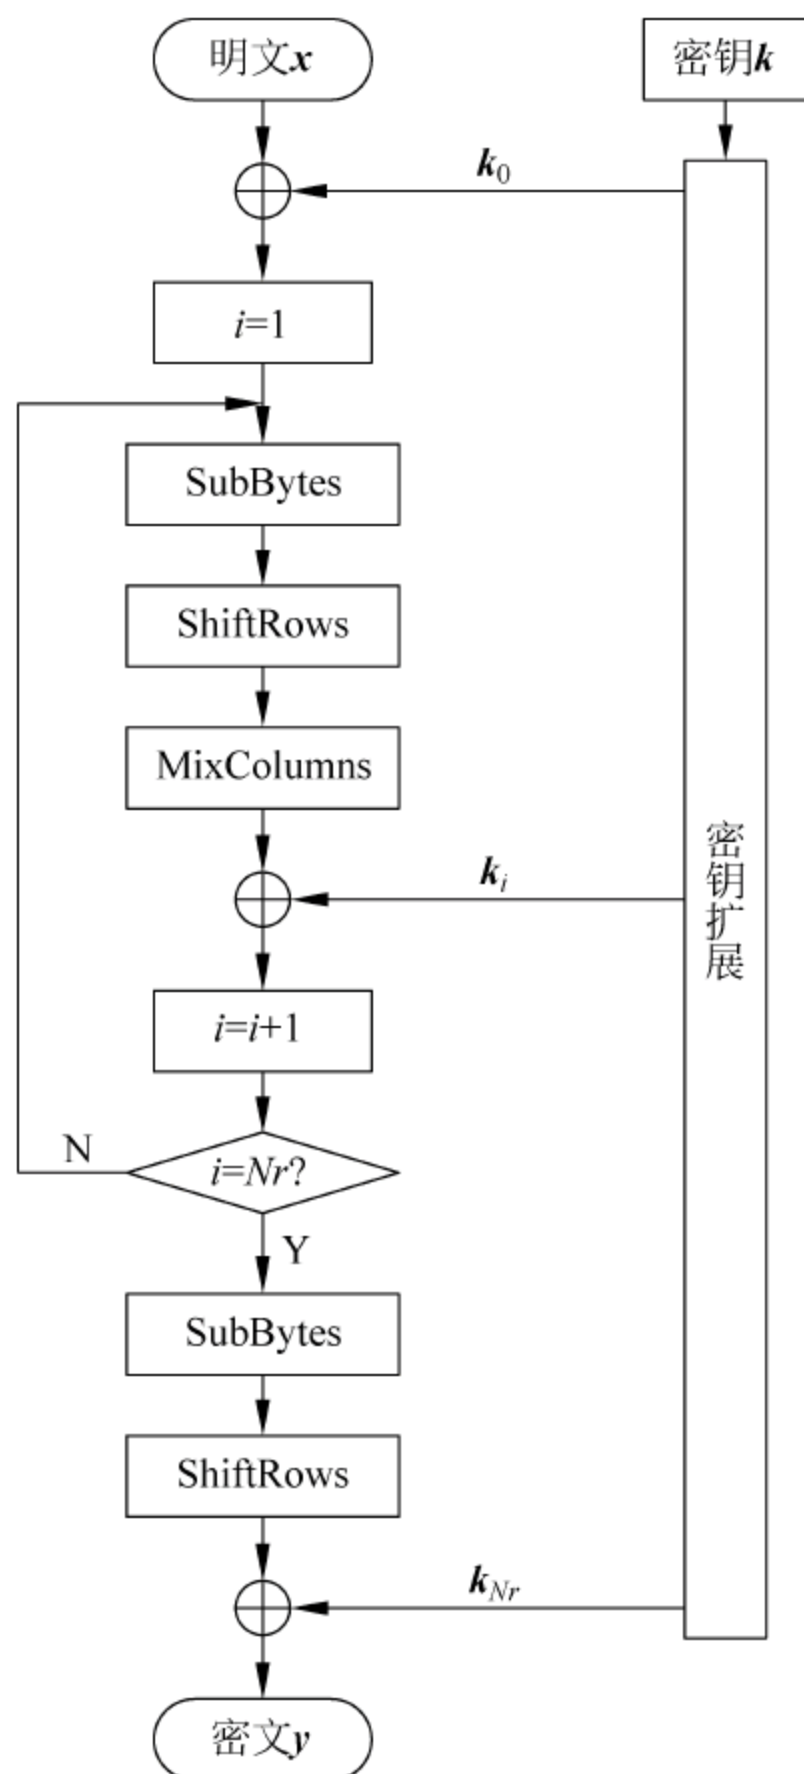 明文x
密钥k
k₀
i=1
SubBytes
ShiftRows
MixColumns
kᵢ
密钥扩展
i=i+1
N
i=Nr?
Y
SubBytes
ShiftRows
k_Nr
密文y